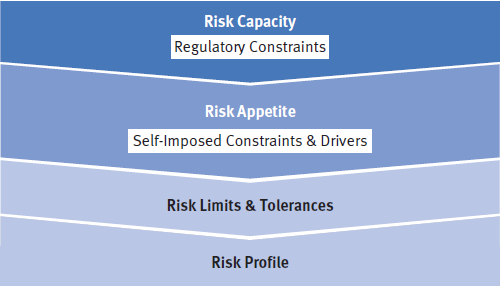 Risk Capacity
Regulatory Constraints
Risk Appetite
Self-Imposed Constraints & Drivers
Risk Limits & Tolerances
Risk Profile